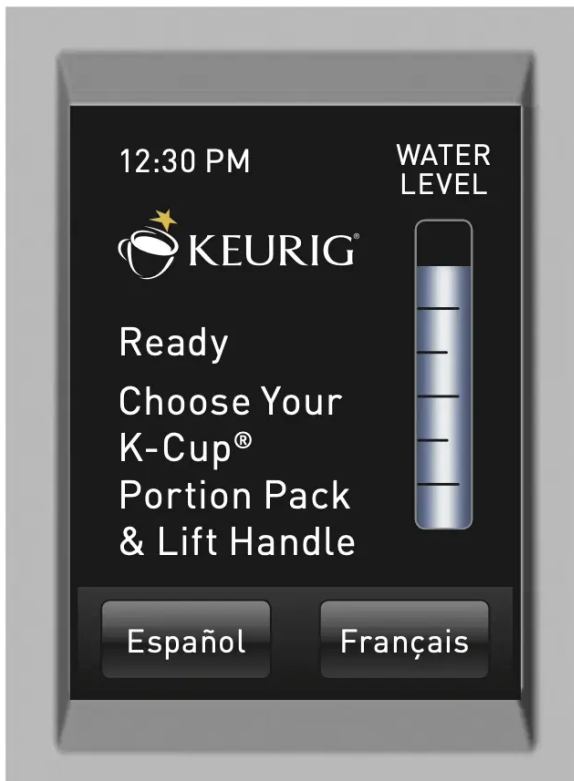 12:30 PM
WATER
LEVEL
KEURIG®
Ready
Choose Your
K-Cup®
Portion Pack
& Lift Handle
Español
Français